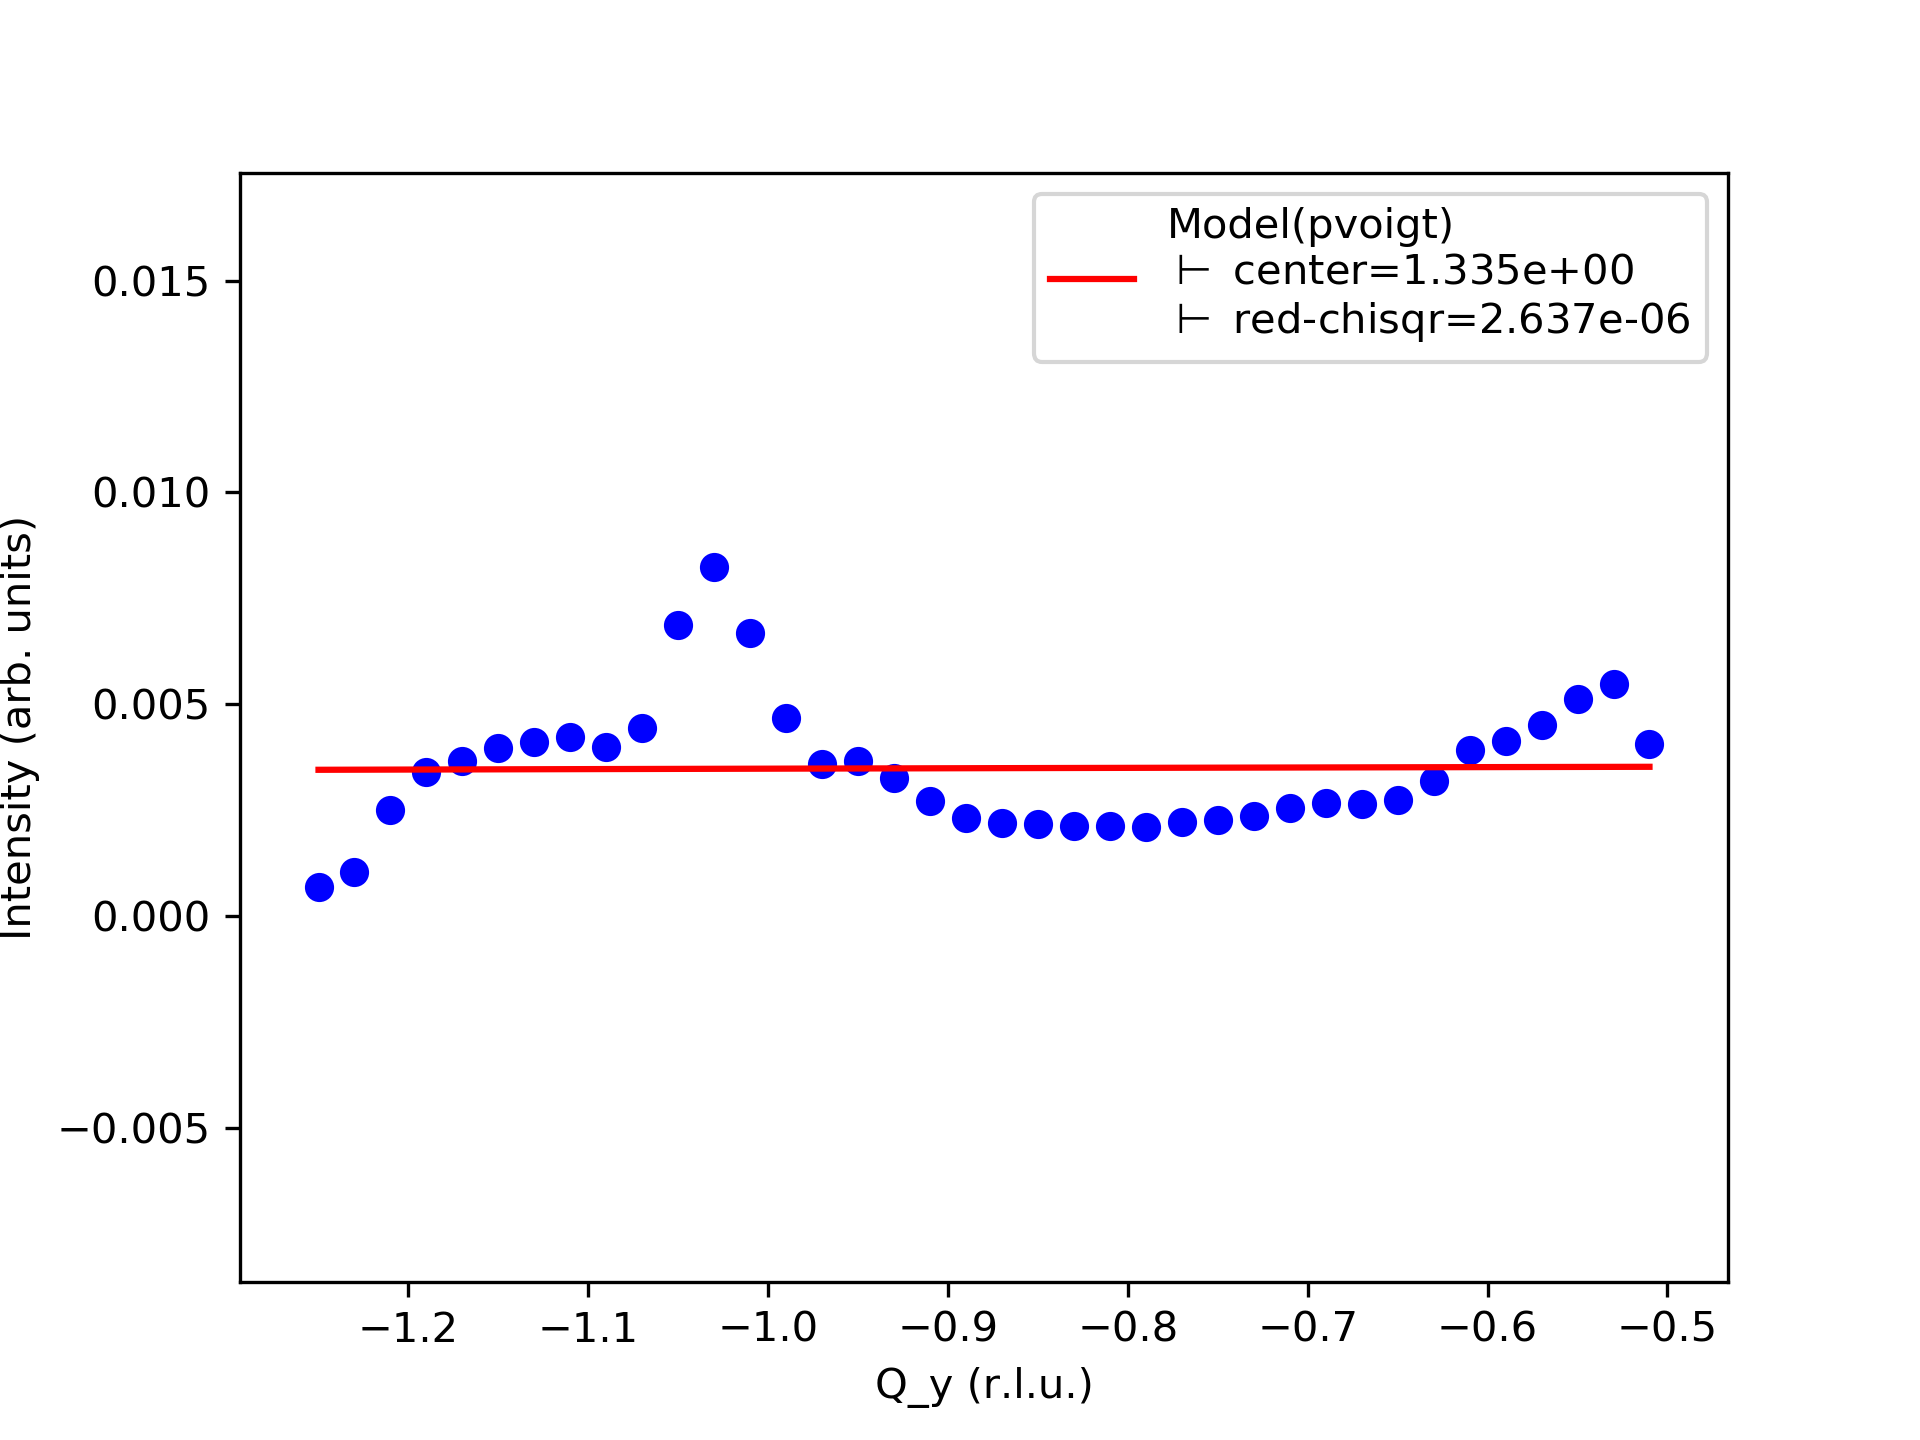 Model(pvoigt)
⊢ center=1.335e+00
⊢ red-chisqr=2.637e-06
0.015
0.010
0.005
0.000
−0.005
Intensity (arb. units)
−1.2 −1.1 −1.0 −0.9 −0.8 −0.7 −0.6 −0.5
Q_y (r.l.u.)